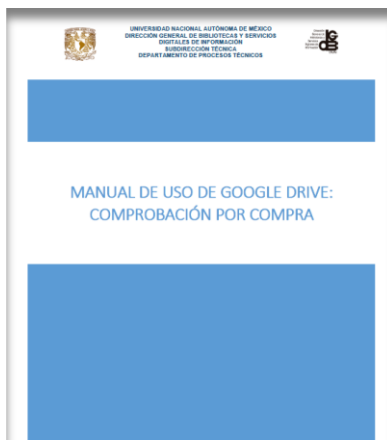 UNIVERSIDAD NACIONAL AUTÓNOMA DE MÉXICO
DIRECCIÓN GENERAL DE BIBLIOTECAS Y SERVICIOS
DIGITALES DE INFORMACIÓN
SUBDIRECCIÓN TÉCNICA
DEPARTAMENTO DE PROCESOS TÉCNICOS
MANUAL DE USO DE GOOGLE DRIVE:
COMPROBACIÓN POR COMPRA